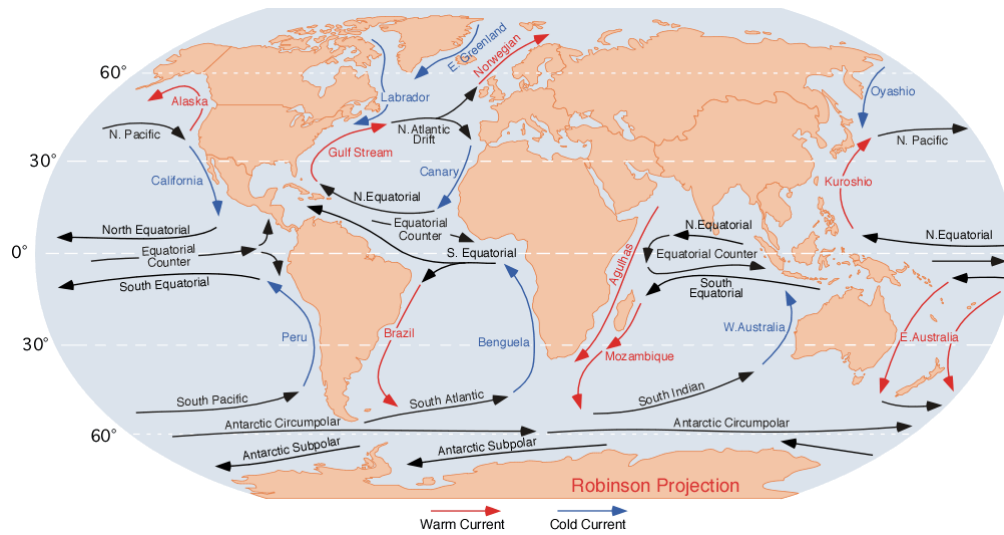 E. Greenland
Norwegian
60°
Alaska
Labrador
Oyashio
N. Pacific
N. Atlantic
Drift
N. Pacific
Gulf Stream
30°
California
Canary
Kuroshio
N.Equatorial
North Equatorial
Equatorial
Counter
N.Equatorial
N.Equatorial
0°
Equatorial
Counter
S. Equatorial
Equatorial Counter
Agulhas
South Equatorial
South
Equatorial
Peru
Brazil
Benguela
W.Australia
E.Australia
30°
Mozambique
South Pacific
South Atlantic
South Indian
Antarctic Circumpolar
Antarctic Circumpolar
60°
Antarctic Subpolar
Antarctic Subpolar
Robinson Projection
Warm Current
Cold Current